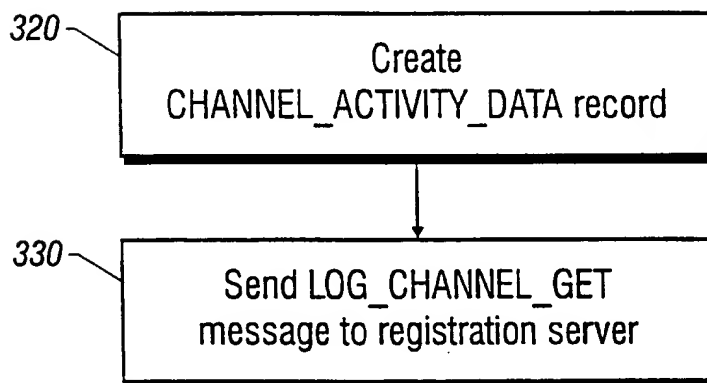 320
Create
CHANNEL_ACTIVITY_DATA record
330
Send LOG_CHANNEL_GET
message to registration server